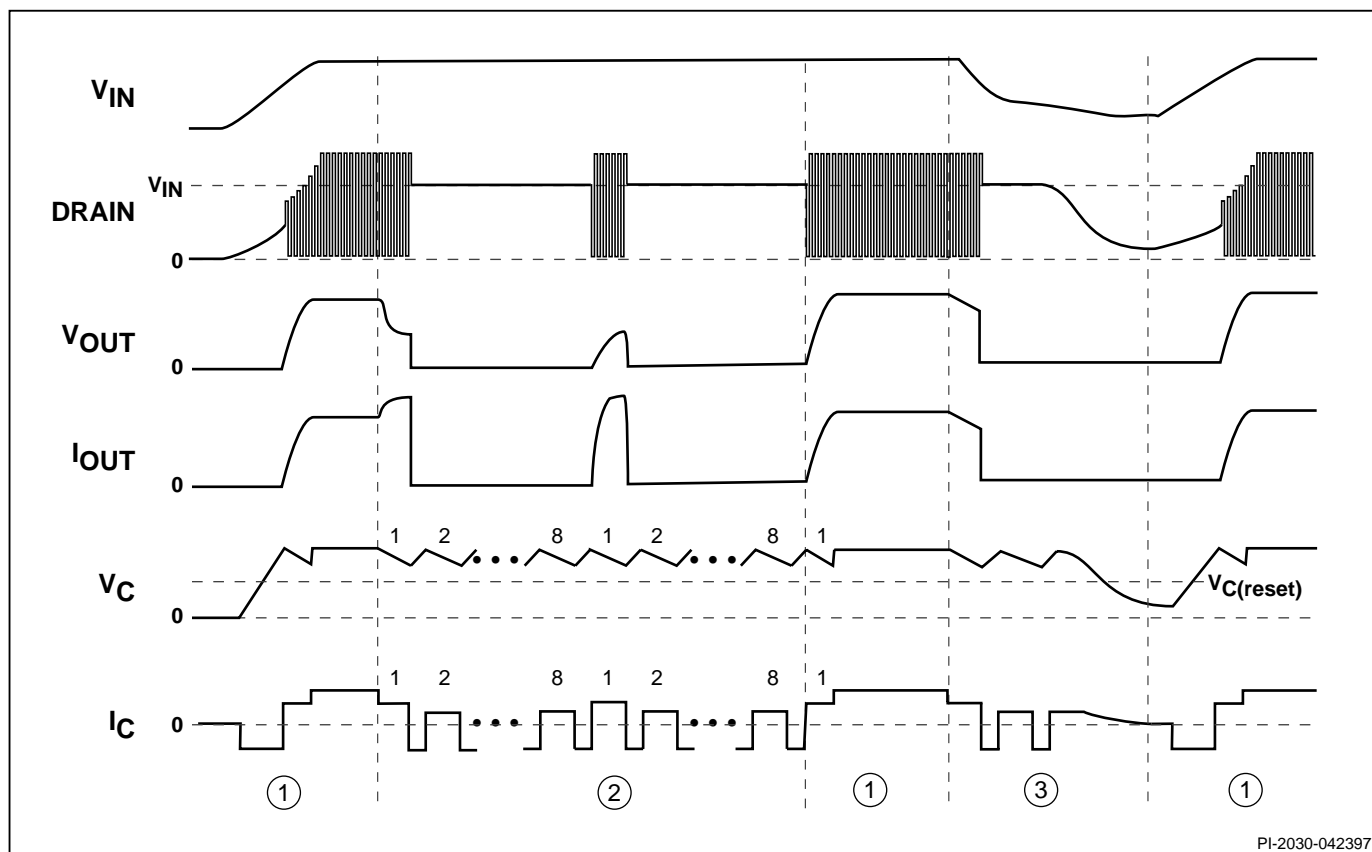 VIN
VIN
DRAIN
0
VOUT
0
IOUT
0
1 2 8 1 2 8 1
VC
0
VC(reset)
1 2 8 1 2 8 1
IC
0
1 2 1 3 1
PI-2030-042397